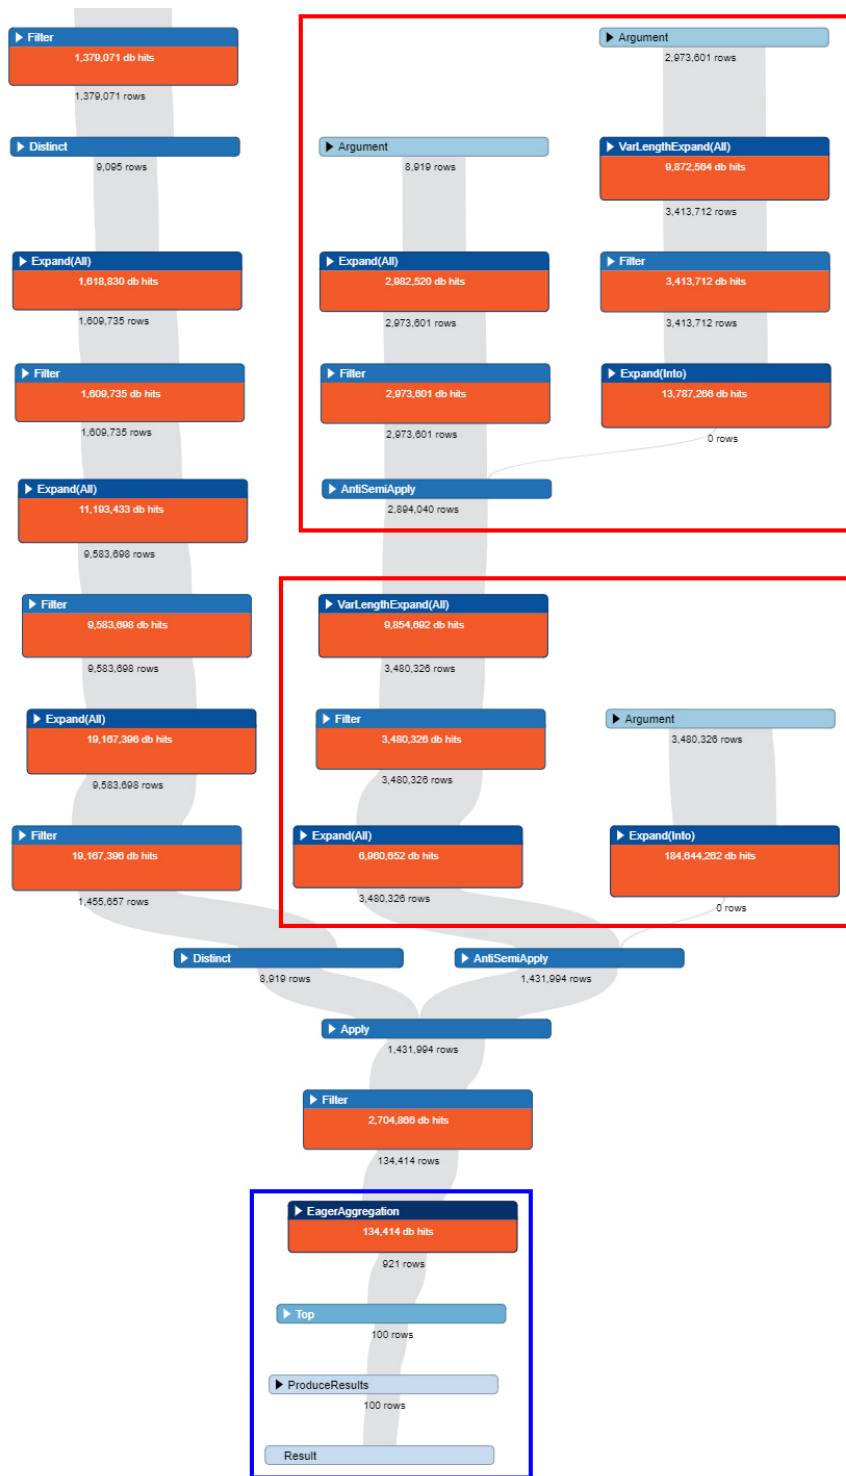 Filter
1,379,071 db hits
1,379,071 rows
Distinct
9,095 rows
Expand(All)
1,618,830 db hits
1,609,735 rows
Filter
1,609,735 db hits
1,609,735 rows
Expand(All)
11,193,433 db hits
9,583,698 rows
Filter
9,583,698 db hits
9,583,698 rows
Expand(All)
19,167,396 db hits
9,583,698 rows
Filter
19,167,396 db hits
1,455,657 rows
Distinct
8,919 rows
Argument
8,919 rows
Expand(All)
2,982,520 db hits
2,973,601 rows
Filter
2,973,601 db hits
2,973,601 rows
Argument
2,973,601 rows
VarLengthExpand(All)
9,872,564 db hits
3,413,712 rows
Filter
3,413,712 db hits
3,413,712 rows
Expand(Into)
13,787,266 db hits
0 rows
AntiSemiApply
2,894,040 rows
VarLengthExpand(All)
9,854,692 db hits
3,480,326 rows
Filter
3,480,326 db hits
3,480,326 rows
Expand(All)
6,960,652 db hits
3,480,326 rows
Argument
3,480,326 rows
Expand(Into)
184,644,262 db hits
0 rows
AntiSemiApply
1,431,994 rows
Apply
1,431,994 rows
Filter
2,704,866 db hits
134,414 rows
EagerAggregation
134,414 db hits
921 rows
Top
100 rows
ProduceResults
100 rows
Result